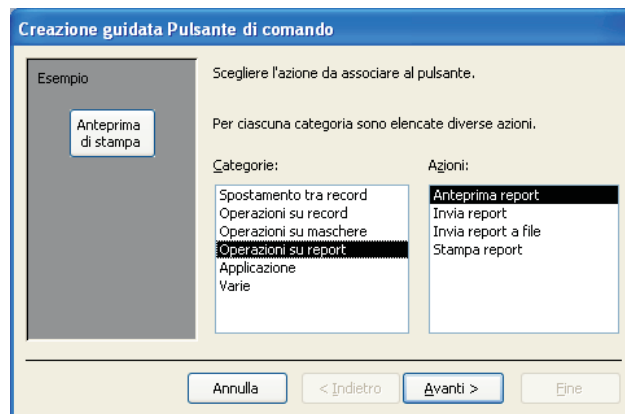 Creazione guidata Pulsante di comando
Esempio
Anteprima
di stampa
Scegliere l'azione da associare al pulsante.
Per ciascuna categoria sono elencate diverse azioni.
Categorie:
Spostamento tra record
Operazioni su record
Operazioni su maschere
Operazioni su report
Applicazione
Varie
Azioni:
Anteprima report
Invia report
Invia report a file
Stampa report
Annulla
< Indietro
Avanti >
Fine